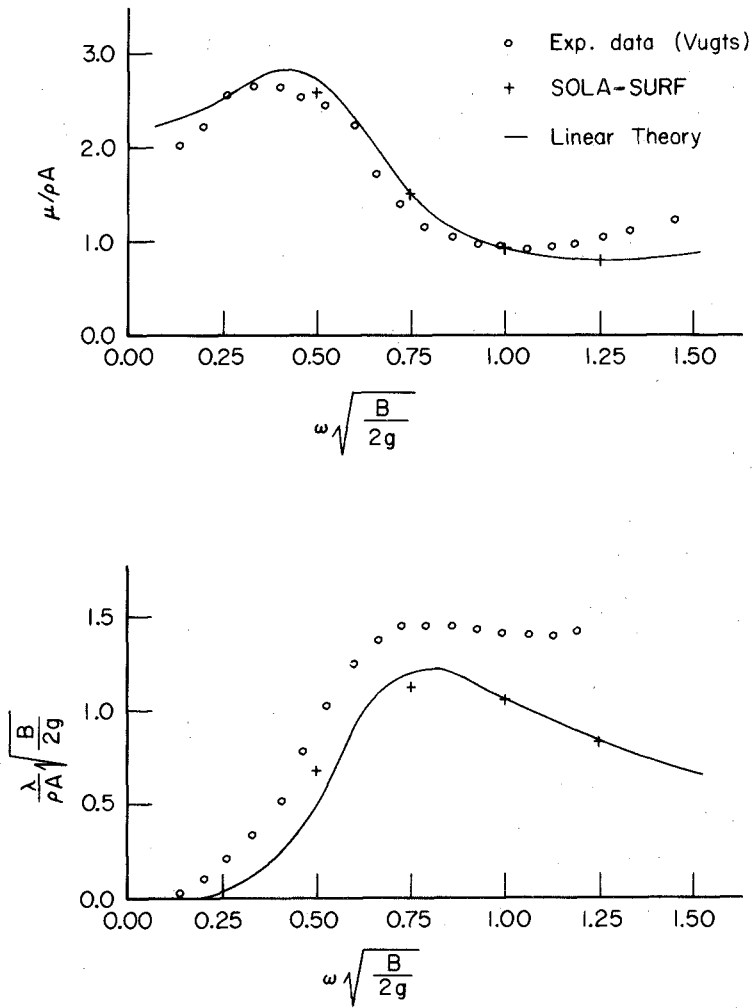 Exp. data (Vugts)
SOLA-SURF
Linear Theory
μ/ρA
3.0
2.0
1.0
0.0
0.00 0.25 0.50 0.75 1.00 1.25 1.50
ω√(B/2g)
λ/ρA √(B/2g)
1.5
1.0
0.5
0.0
0.00 0.25 0.50 0.75 1.00 1.25 1.50
ω√(B/2g)